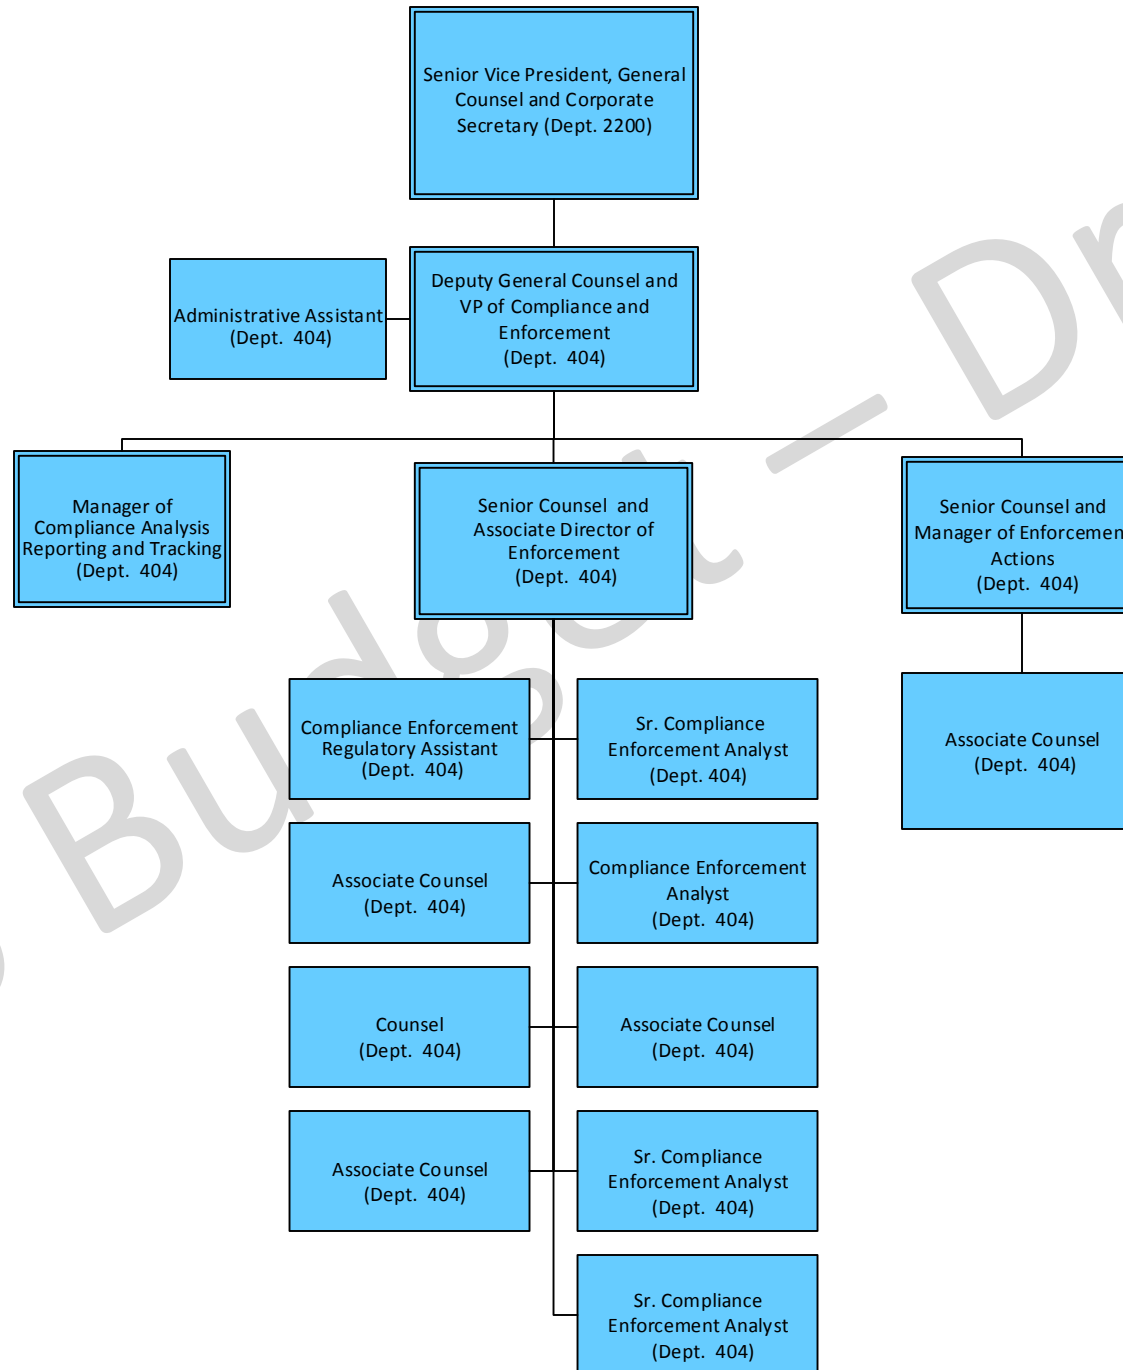 Senior Vice President, General
Counsel and Corporate
Secretary (Dept. 2200)
Administrative Assistant
(Dept.  404)
Deputy General Counsel and
VP of Compliance and
Enforcement
(Dept.  404)
Manager of
Compliance Analysis
Reporting and Tracking
(Dept.  404)
Senior Counsel  and
Associate Director of
Enforcement
(Dept.  404)
Senior Counsel and
Manager of Enforcemen
Actions
(Dept.  404)
Compliance Enforcement
Regulatory Assistant
(Dept.  404)
Sr. Compliance
Enforcement Analyst
(Dept. 404)
Associate Counsel
(Dept.  404)
Associate Counsel
(Dept.  404)
Compliance Enforcement
Analyst
(Dept.  404)
Counsel
(Dept.  404)
Associate Counsel
(Dept.  404)
Associate Counsel
(Dept.  404)
Sr. Compliance
Enforcement Analyst
(Dept.  404)
Sr. Compliance
Enforcement Analyst
(Dept.  404)
Budget – Dr